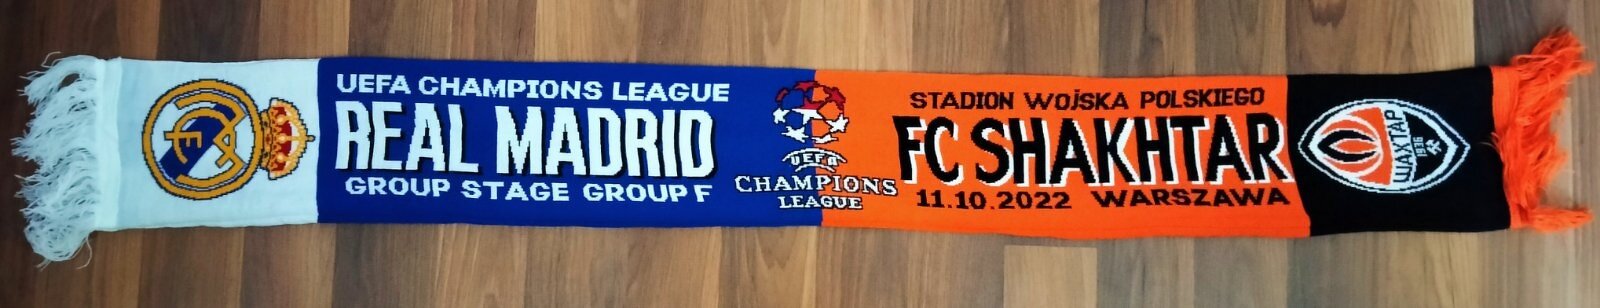 UEFA CHAMPIONS LEAGUE
REAL MADRID
GROUP STAGE GROUP F
UEFA
CHAMPIONS
LEAGUE
STADION WOJSKA POLSKIEGO
FC SHAKHTAR
11.10.2022 WARSZAWA
ШАХТАР
1936